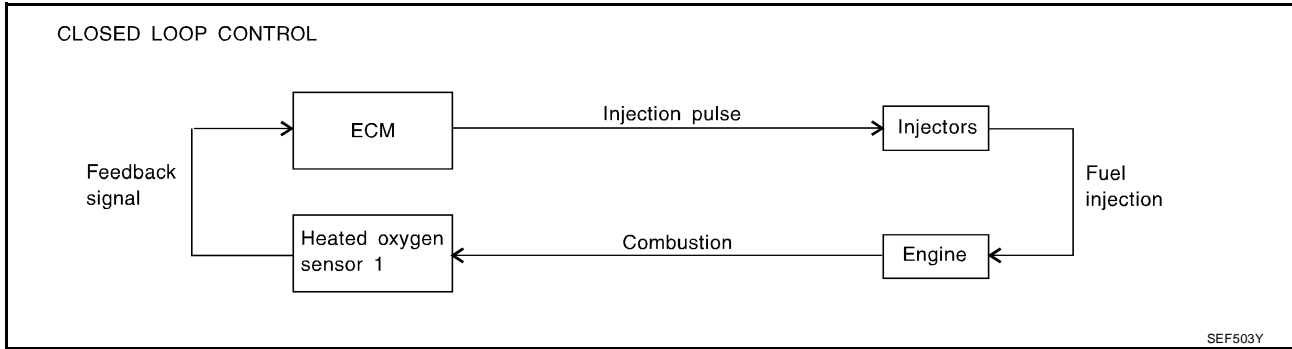 CLOSED LOOP CONTROL
ECM
Injection pulse
Injectors
Feedback
signal
Fuel
injection
Heated oxygen
sensor 1
Combustion
Engine
SEF503Y